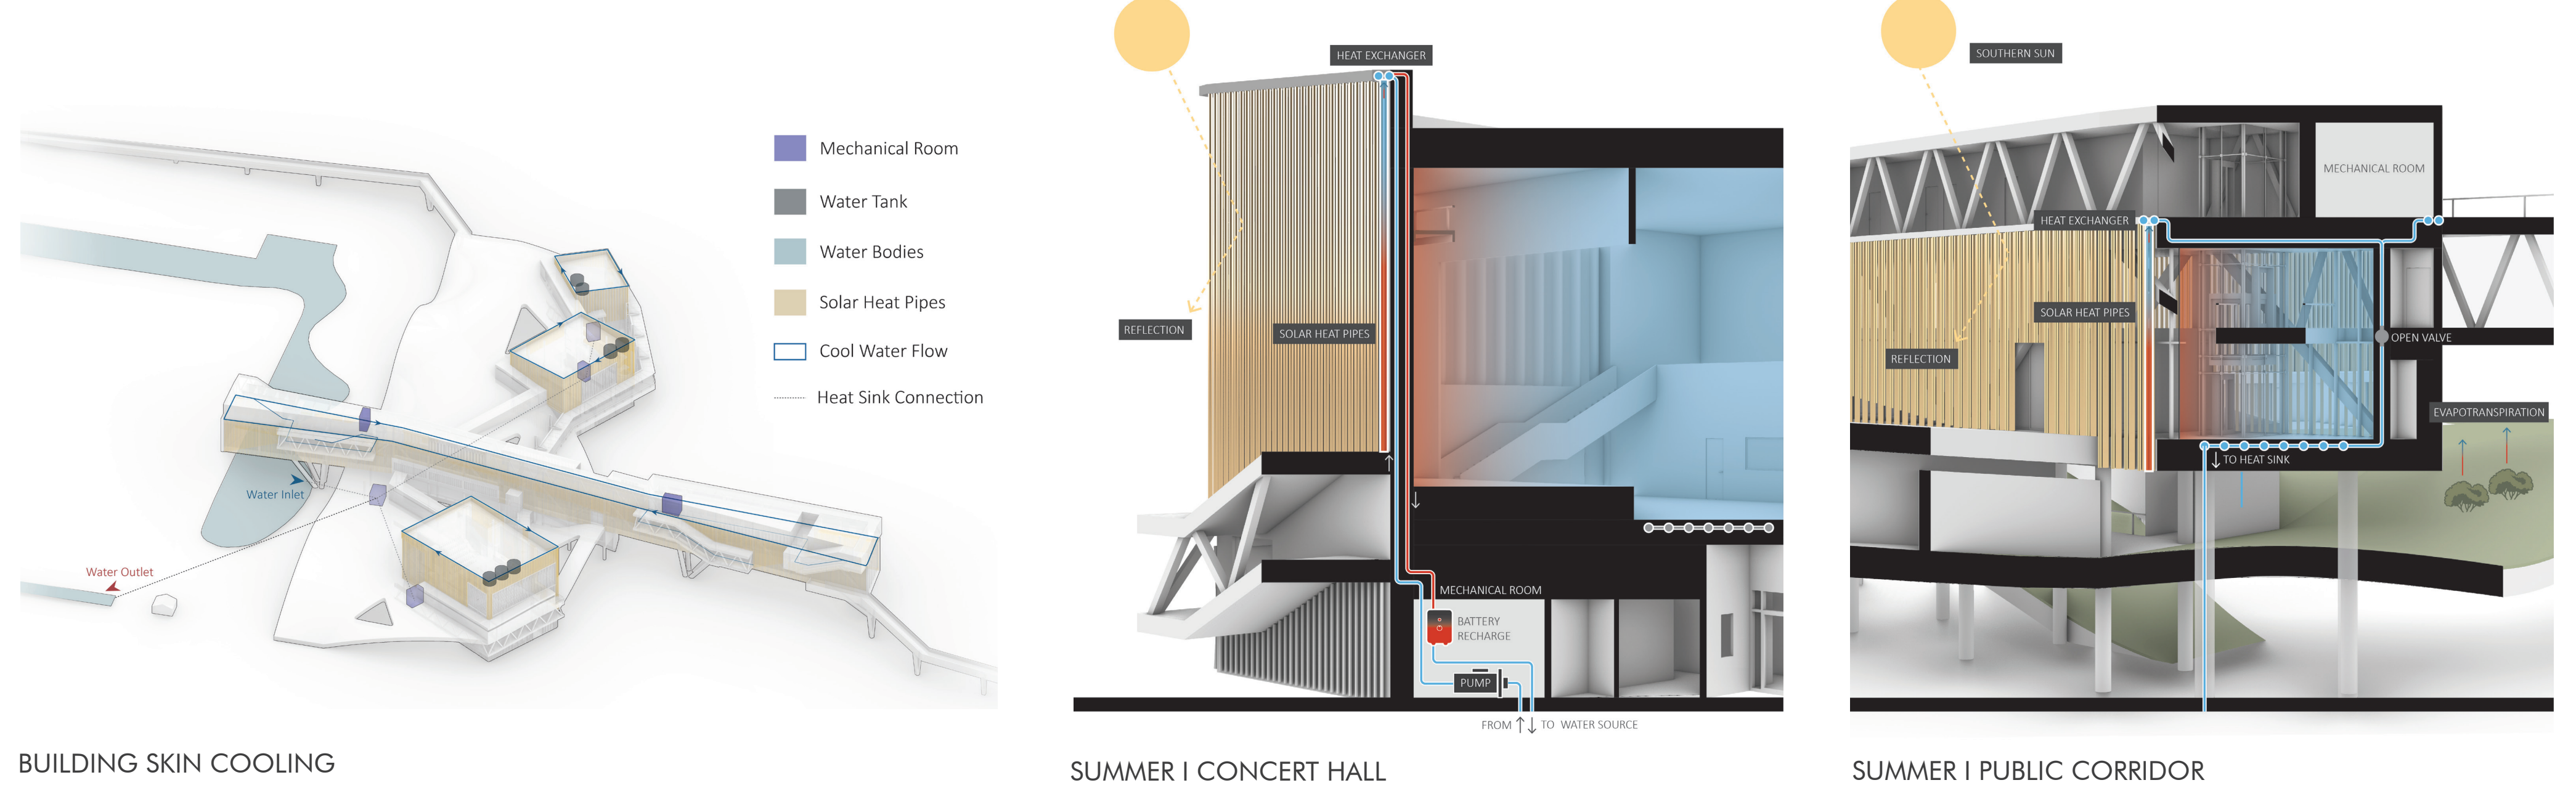 Mechanical Room
Water Tank
Water Bodies
Solar Heat Pipes
Cool Water Flow
Heat Sink Connection
Water Inlet
Water Outlet
BUILDING SKIN COOLING
HEAT EXCHANGER
REFLECTION
SOLAR HEAT PIPES
MECHANICAL ROOM
BATTERY
RECHARGE
PUMP
FROM ↑↓ TO WATER SOURCE
SUMMER I CONCERT HALL
SOUTHERN SUN
MECHANICAL ROOM
HEAT EXCHANGER
SOLAR HEAT PIPES
OPEN VALVE
REFLECTION
EVAPOTRANSPIRATION
↓ TO HEAT SINK
SUMMER I PUBLIC CORRIDOR